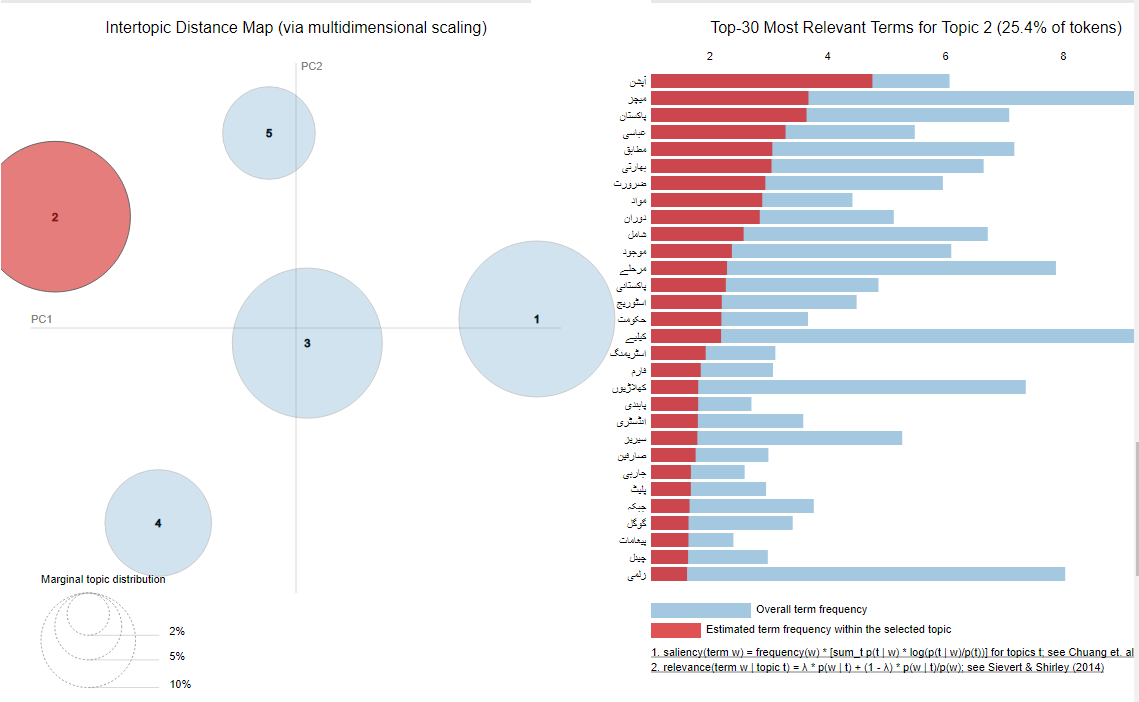 Intertopic Distance Map (via multidimensional scaling)
PC2
5
2
PC1
3
1
4
Marginal topic distribution
2%
5%
10%
Top-30 Most Relevant Terms for Topic 2 (25.4% of tokens)
2 4 6 8
آپشن
میچز
پاکستان
عباسی
مطابق
بھارتی
ضرورت
مواد
دوران
شامل
موجود
مرحلے
پاکستانی
اسٹوریج
حکومت
کیلیے
اسٹریمنگ
فارم
کھلاڑیوں
پابندی
انڈسٹری
سیریز
صارفین
جاری
پلیٹ
جبکہ
گوگل
پیغامات
چینل
زلمی
Overall term frequency
Estimated term frequency within the selected topic
1. saliency(term w) = frequency(w) * [sum_t p(t | w) * log(p(t | w)/p(t))] for topics t; see Chuang et. al
2. relevance(term w | topic t) = λ * p(w | t) + (1 - λ) * p(w | t)/p(w); see Sievert & Shirley (2014)